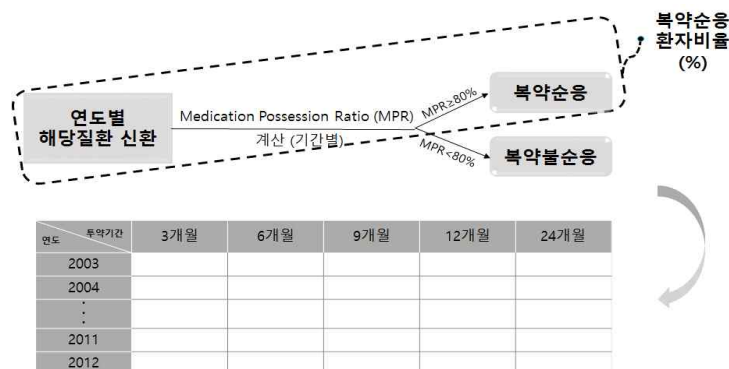 복약순응
환자비율
(%)
연도별
해당질환 신환
Medication Possession Ratio (MPR)
계산 (기간별)
MPR≥80%
MPR<80%
복약순응
복약불순응
연도 투약기간 3개월 6개월 9개월 12개월 24개월
2003
2004
⋮
2011
2012